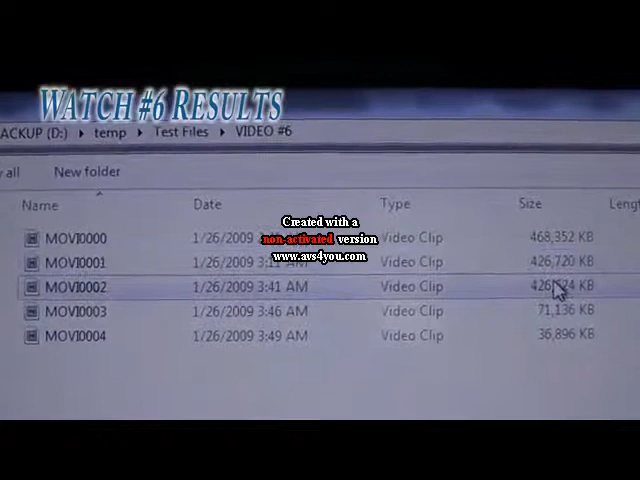 WATCH #6 RESULTS
ACKUP (D:) ▸ temp ▸ Test Files ▸ VIDEO #6
all New folder
Name Date Type Size
Created with a
MOVI0000 1/26/2009 Video Clip 468,352 KB
non-activated version
MOVI0001 1/26/2009 Video Clip 426,720 KB
www.avs4you.com
MOVI0002 1/26/2009 3:41 AM Video Clip KB
MOVI0003 1/26/2009 3:46 AM Video Clip 71,136 KB
MOVI0004 1/26/2009 3:49 AM Video Clip 36,896 KB